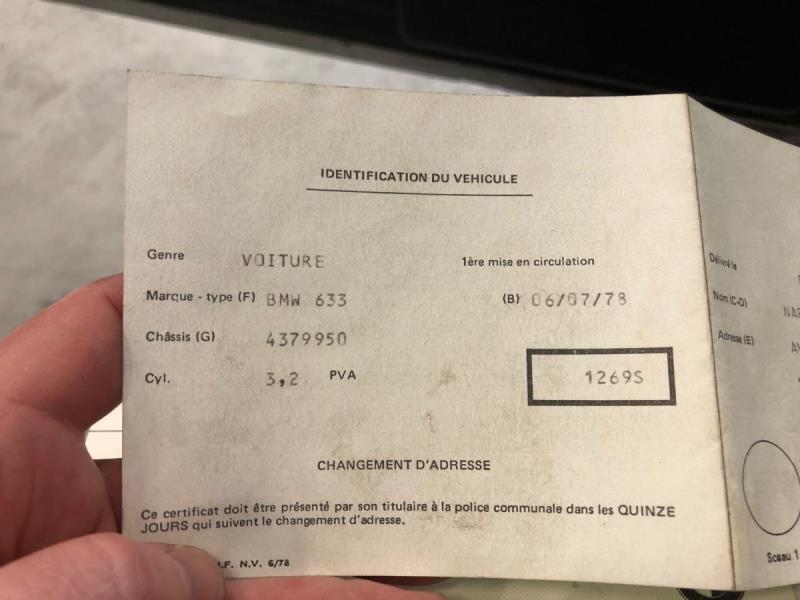 IDENTIFICATION DU VEHICULE
Genre VOITURE 1ère mise en circulation
Marque - type (F) BMW 633 (B) 06/07/78
Châssis (G) 4379950
Cyl. 3,2 PVA 1269S
CHANGEMENT D'ADRESSE
Ce certificat doit être présenté par son titulaire à la police communale dans les QUINZE
JOURS qui suivent le changement d'adresse.
.F. N.V. 6/78
Délivré le
Nom (C-D)
Adresse (E)
Sceau 1